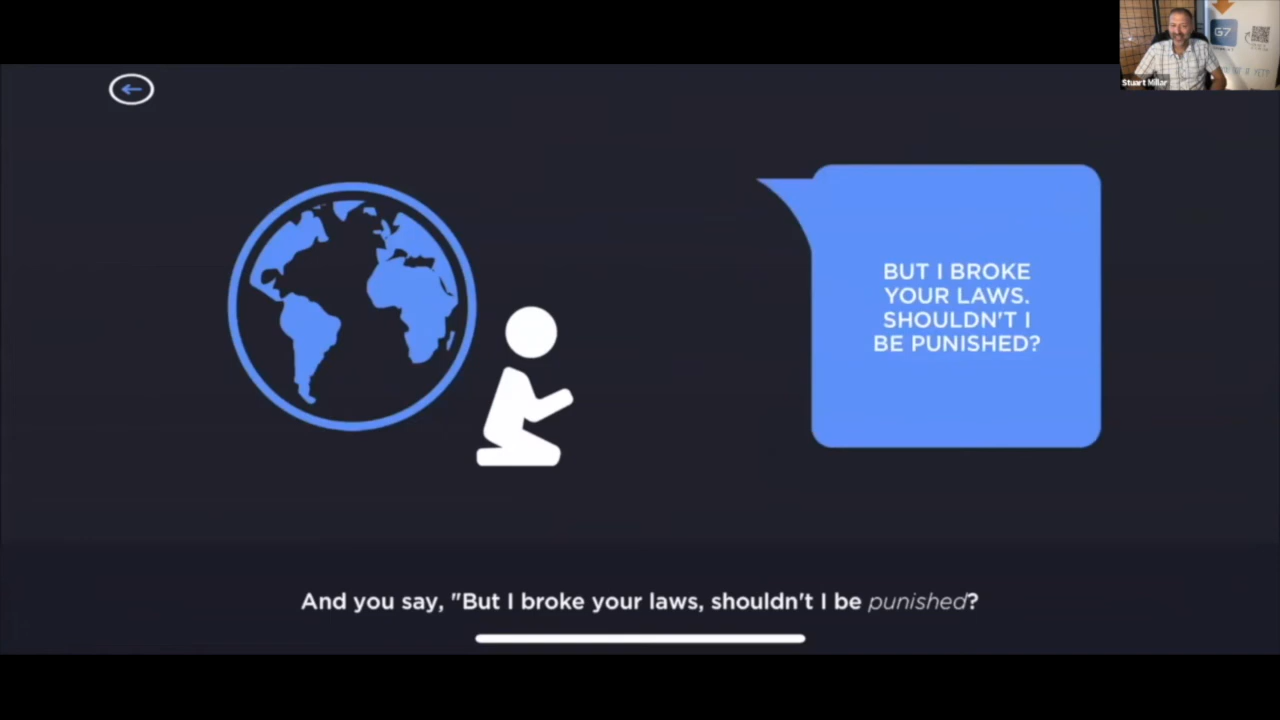 G7
Stuart Millar
BUT I BROKE
YOUR LAWS.
SHOULDN'T I
BE PUNISHED?
And you say, "But I broke your laws, shouldn't I be punished?